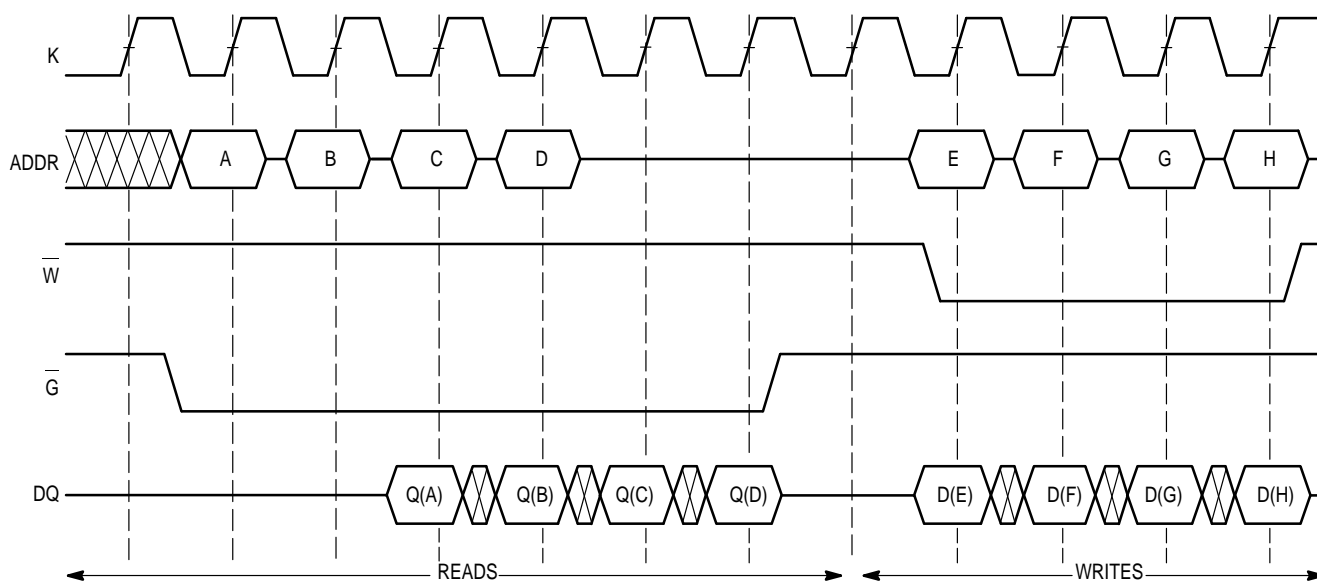 K
ADDR A B C D E F G H
W
G
DQ Q(A) Q(B) Q(C) Q(D) D(E) D(F) D(G) D(H)
READS WRITES